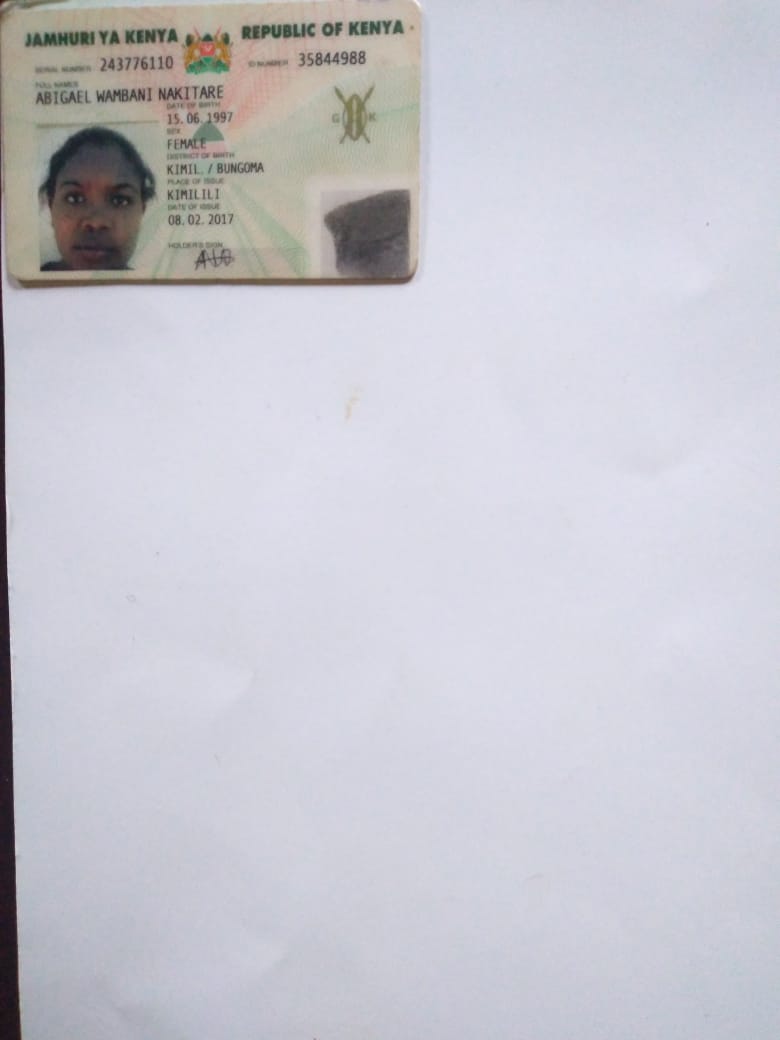 JAMHURI YA KENYA REPUBLIC OF KENYA
SERIAL NUMBER 243776110 ID NUMBER 35844988
FULL NAMES
ABIGAEL WAMBANI NAKITARE
DATE OF BIRTH
15.06.1997
SEX
FEMALE
DISTRICT OF BIRTH
KIMIL. / BUNGOMA
PLACE OF ISSUE
KIMILILI
DATE OF ISSUE
08.02.2017
HOLDER'S SIGN
G K